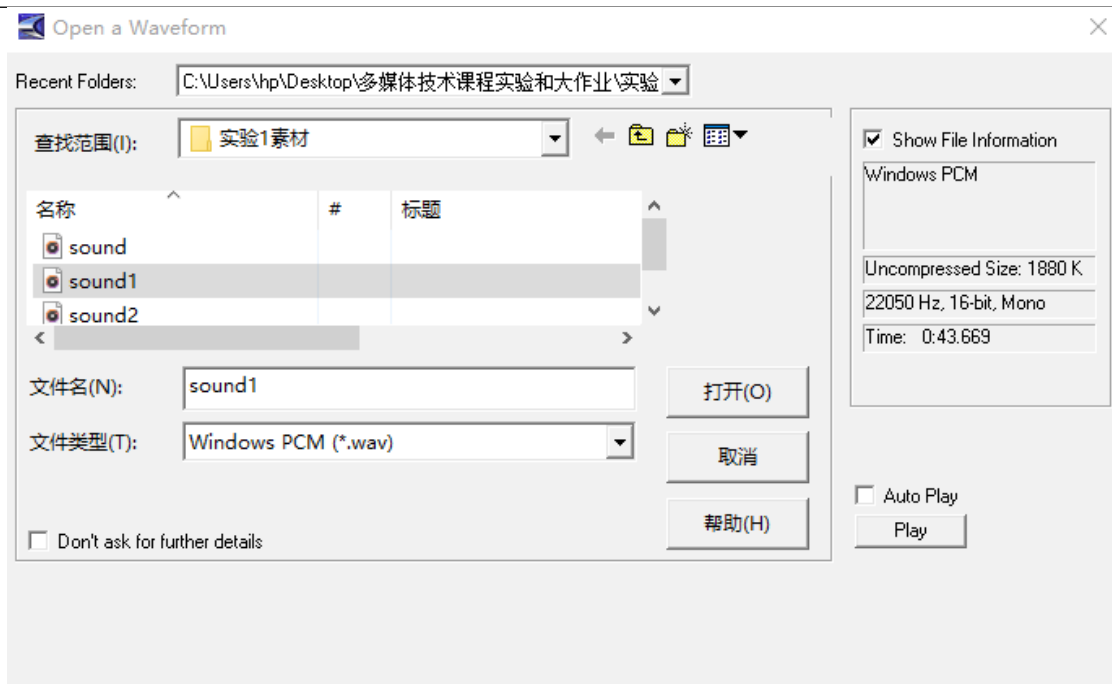 Open a Waveform
Recent Folders: C:\Users\hp\Desktop\多媒体技术课程实验和大作业\实验
查找范围(I): 实验1素材
名称 # 标题
sound
sound1
sound2
文件名(N): sound1
打开(O)
文件类型(T): Windows PCM (*.wav)
取消
帮助(H)
Don't ask for further details
Show File Information
Windows PCM
Uncompressed Size: 1880 K
22050 Hz, 16-bit, Mono
Time: 0:43.669
Auto Play
Play